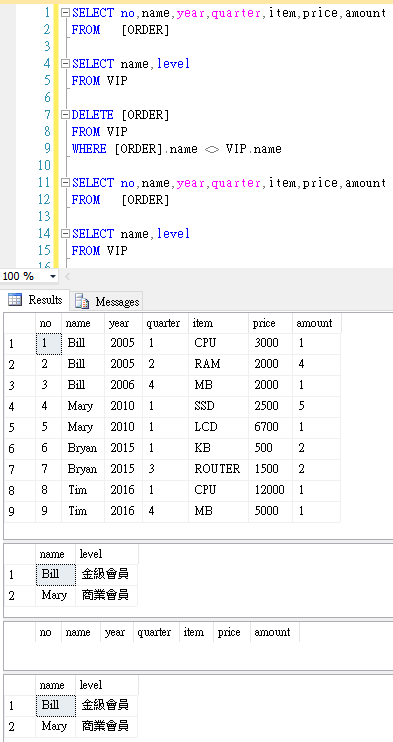 1 SELECT no,name,year,quarter,item,price,amount
2 FROM [ORDER]
3
4 SELECT name,level
5 FROM VIP
6
7 DELETE [ORDER]
8 FROM VIP
9 WHERE [ORDER].name <> VIP.name
10
11 SELECT no,name,year,quarter,item,price,amount
12 FROM [ORDER]
13
14 SELECT name,level
15 FROM VIP
16
100 %
Results Messages
no name year quarter item price amount
1 1 Bill 2005 1 CPU 3000 1
2 2 Bill 2005 2 RAM 2000 4
3 3 Bill 2006 4 MB 2000 1
4 4 Mary 2010 1 SSD 2500 5
5 5 Mary 2010 1 LCD 6700 1
6 6 Bryan 2015 1 KB 500 2
7 7 Bryan 2015 3 ROUTER 1500 2
8 8 Tim 2016 1 CPU 12000 1
9 9 Tim 2016 4 MB 5000 1
name level
1 Bill 金級會員
2 Mary 商業會員
no name year quarter item price amount
name level
1 Bill 金級會員
2 Mary 商業會員